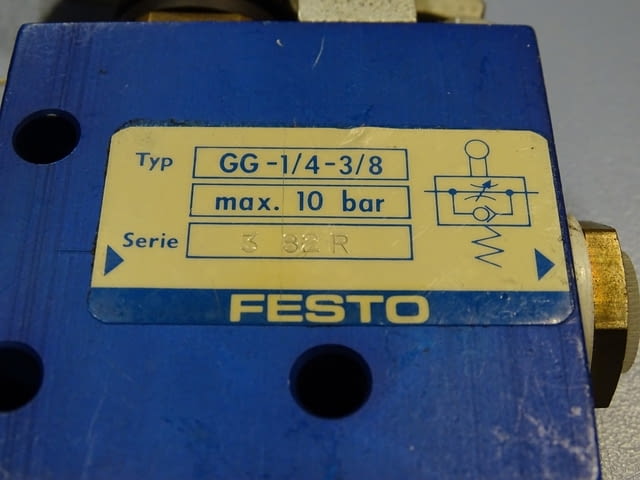 Typ GG-1/4-3/8
max. 10 bar
Serie 3 82 R
FESTO